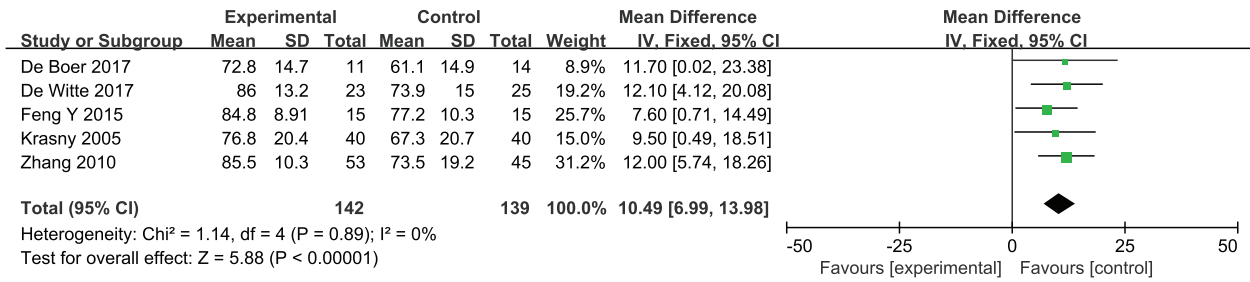 Experimental Control Mean Difference Mean Difference
Study or Subgroup Mean SD Total Mean SD Total Weight IV, Fixed, 95% CI IV, Fixed, 95% CI
De Boer 2017 72.8 14.7 11 61.1 14.9 14 8.9% 11.70 [0.02, 23.38]
De Witte 2017 86 13.2 23 73.9 15 25 19.2% 12.10 [4.12, 20.08]
Feng Y 2015 84.8 8.91 15 77.2 10.3 15 25.7% 7.60 [0.71, 14.49]
Krasny 2005 76.8 20.4 40 67.3 20.7 40 15.0% 9.50 [0.49, 18.51]
Zhang 2010 85.5 10.3 53 73.5 19.2 45 31.2% 12.00 [5.74, 18.26]
Total (95% CI) 142 139 100.0% 10.49 [6.99, 13.98]
Heterogeneity: Chi² = 1.14, df = 4 (P = 0.89); I² = 0%
Test for overall effect: Z = 5.88 (P < 0.00001)
-50 -25 0 25 50
Favours [experimental] Favours [control]